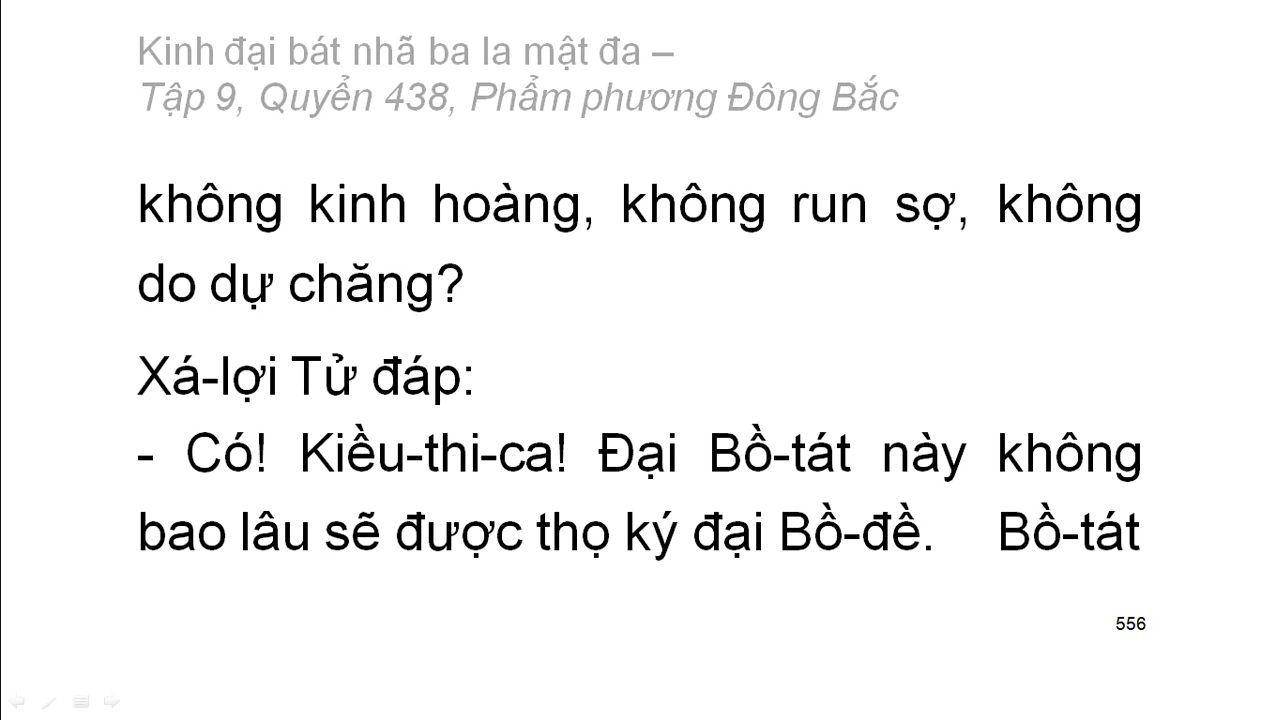 Kinh đại bát nhã ba la mật đa –
Tập 9, Quyển 438, Phẩm phương Đông Bắc
không kinh hoàng, không run sợ, không
do dự chăng?
Xá-lợi Tử đáp:
- Có! Kiều-thi-ca! Đại Bồ-tát này không
bao lâu sẽ được thọ ký đại Bồ-đề. Bồ-tát
556